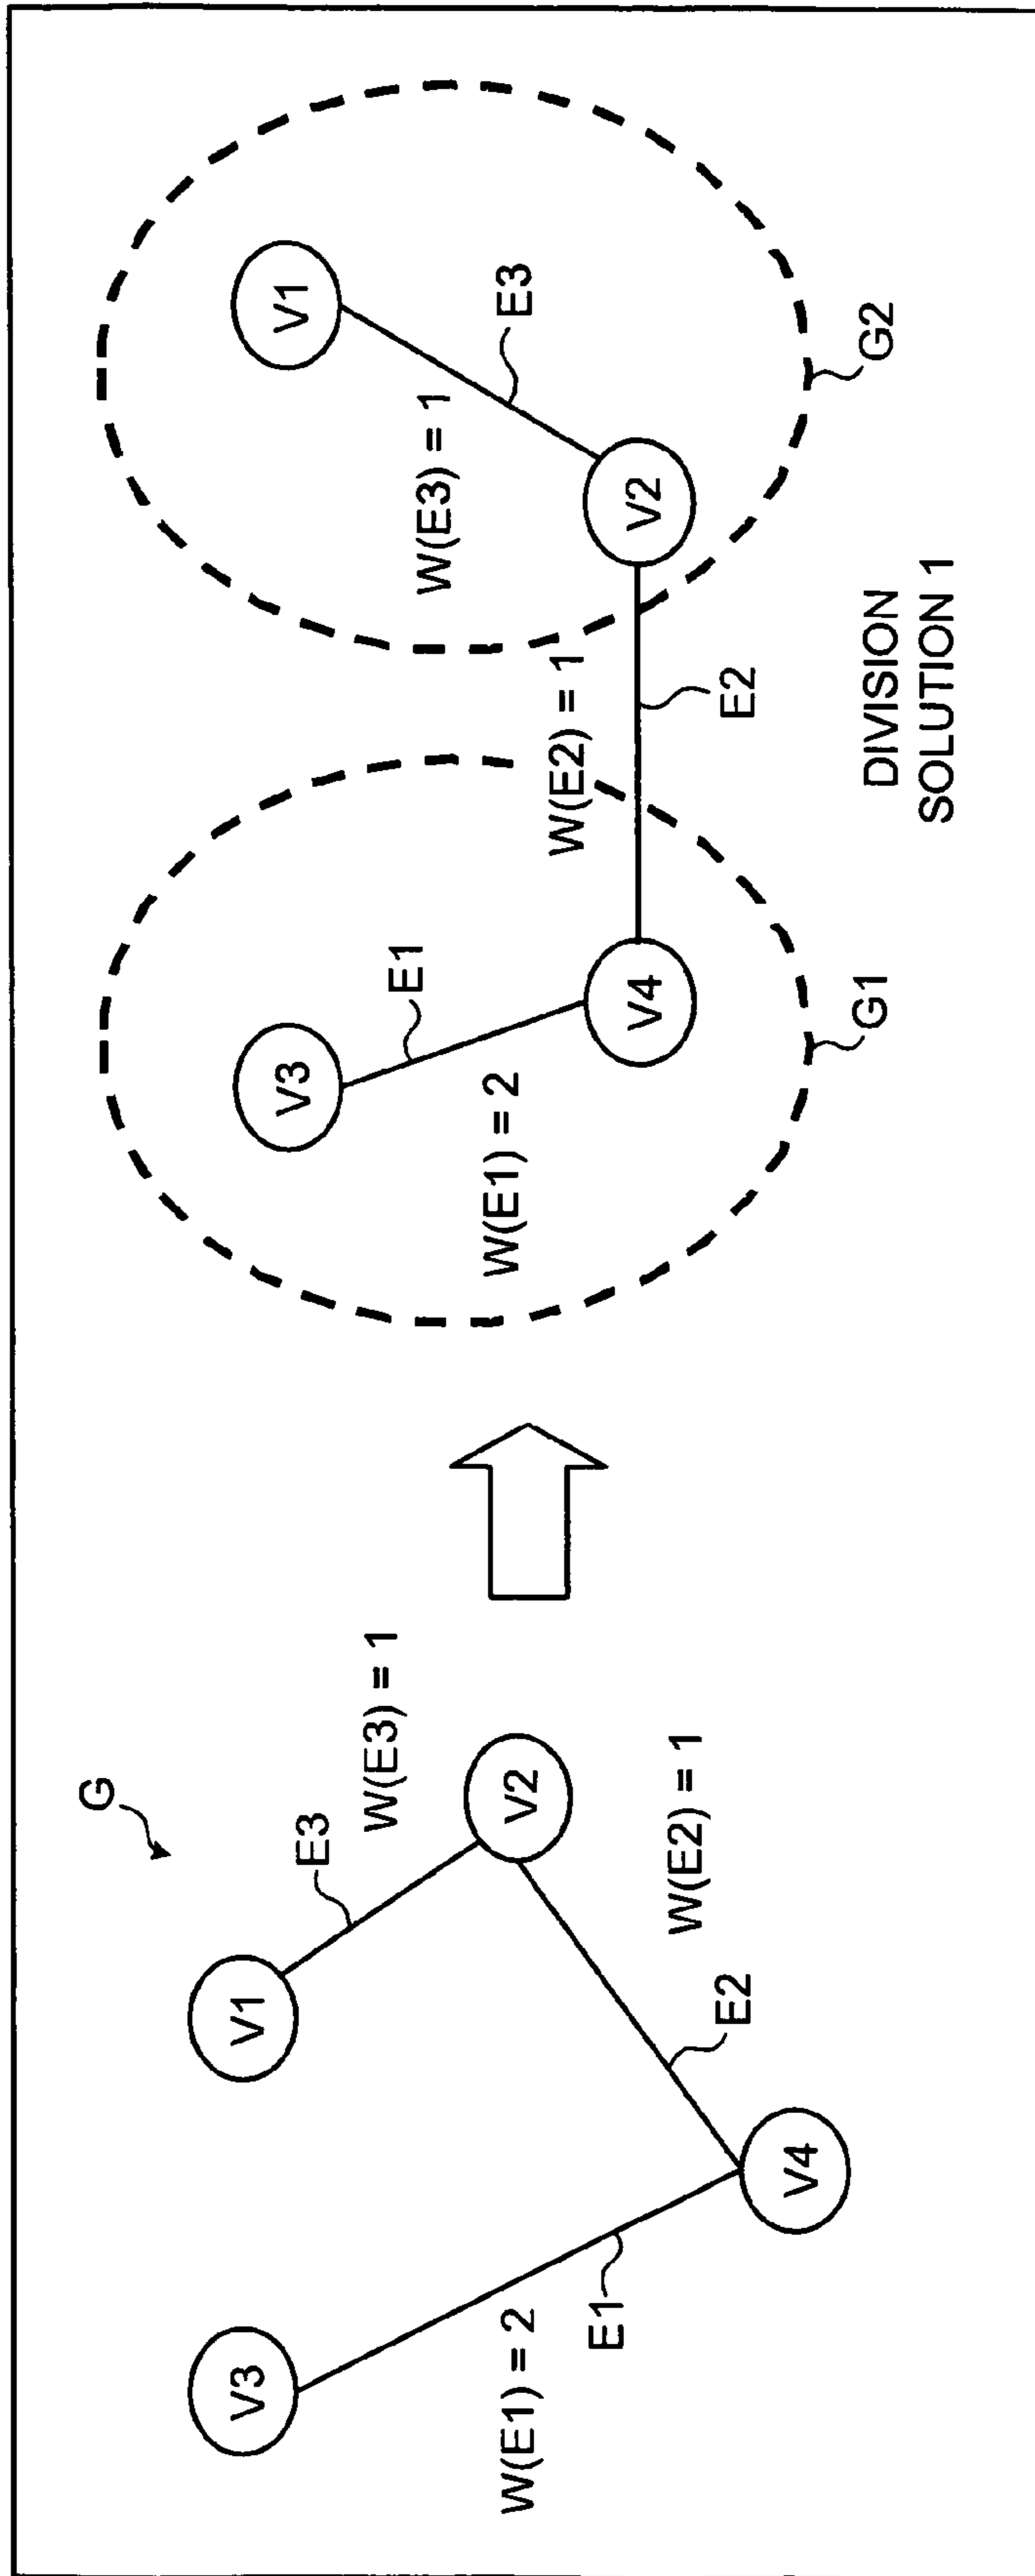 G
V1
E3
W(E3) = 1
V2
V3
W(E1) = 2
E1
E2
W(E2) = 1
V4
V3
E1
W(E1) = 2
V4
G1
W(E2) = 1
E2
V1
E3
W(E3) = 1
V2
G2
DIVISION
SOLUTION 1